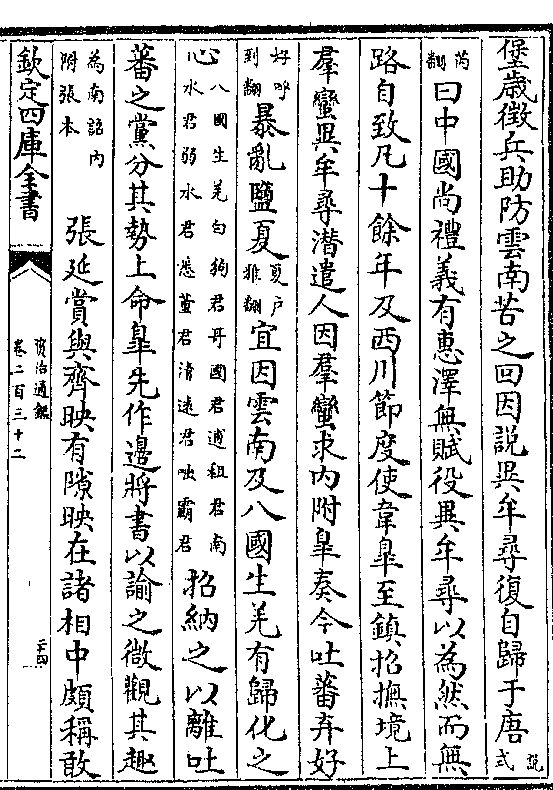 堡歲徵兵助防雲南苦之回因說異牟尋復自歸于唐說式
芮翻曰中國尚禮義有惠澤無賦役異牟尋以為然而無
路自致凡十餘年及西川節度使韋臯至鎮招撫境上
羣蠻異牟尋潜遣人因羣蠻求内附臯奏今吐蕃弃好
好呼到翻暴亂鹽夏夏户雅翻宜因雲南及八國生羌有歸化之
心八國生羌白狗君哥國君逋租君南水君弱水君悉董君清遠君咄霸君招納之以離吐
蕃之黨分其勢上命臯先作邊將書以諭之微觀其趣
為南詔内附張本 張延賞與齊映有隙映在諸相中頗稱敢
欽定四庫全書
資治通鑑
卷二百三十二
二十四